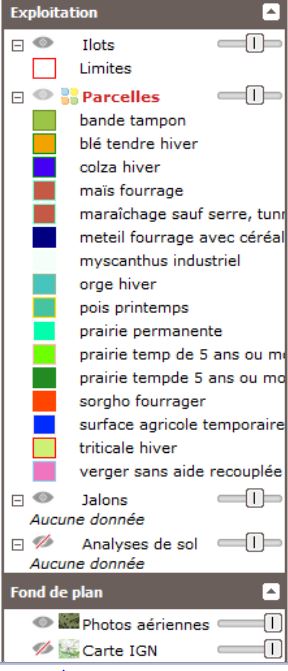 Exploitation
Ilots
Limites
Parcelles
bande tampon
blé tendre hiver
colza hiver
maïs fourrage
maraîchage sauf serre, tunn
meteil fourrage avec céréal
myscanthus industriel
orge hiver
pois printemps
prairie permanente
prairie temp de 5 ans ou mo
prairie tempde 5 ans ou mo
sorgho fourrager
surface agricole temporaire
triticale hiver
verger sans aide recouplée
Jalons
Aucune donnée
Analyses de sol
Aucune donnée
Fond de plan
Photos aériennes
Carte IGN